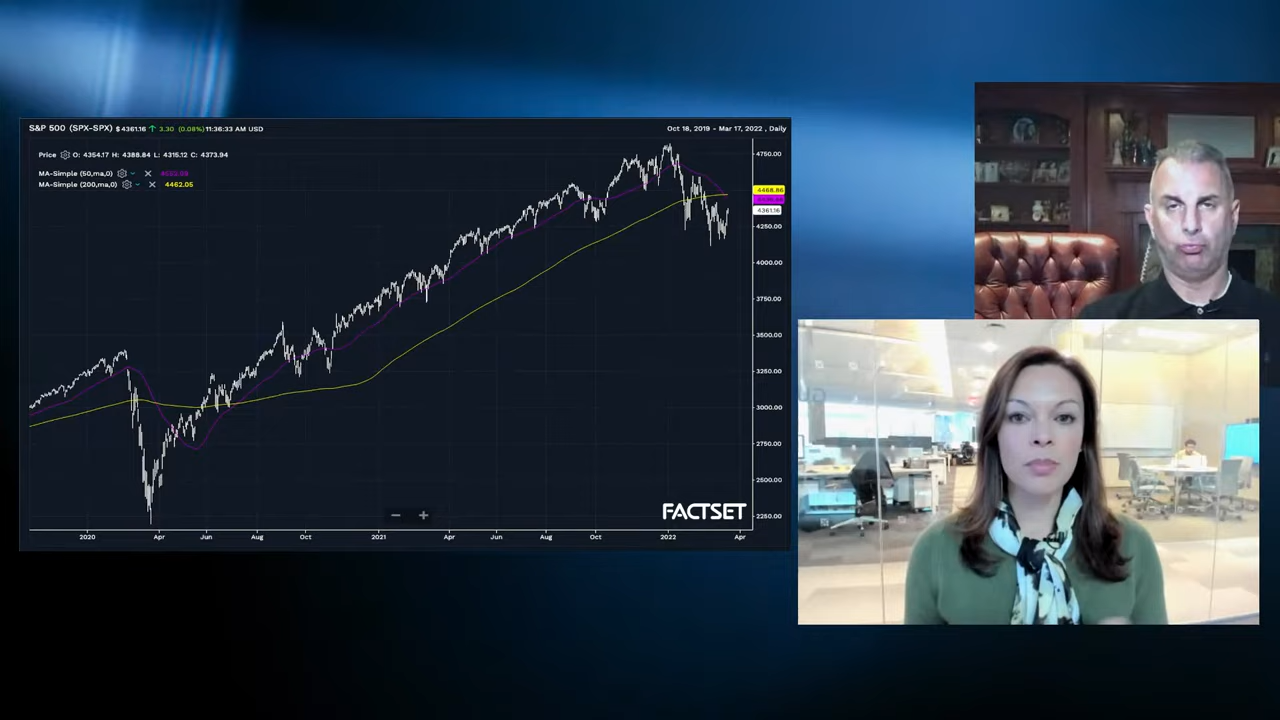 S&P 500 (SPX-SPX) $4361.16 ↑ 3.30 (0.08%) 11:36:33 AM USD
Oct 18, 2019 - Mar 17, 2022 , Daily
Price O: 4354.17 H: 4388.84 L: 4315.12 C: 4373.94
MA-Simple (50,ma,0)
MA-Simple (200,ma,0) 4462.05
4750.00
4468.86
4361.16
4250.00
4000.00
3750.00
3500.00
3250.00
3000.00
2750.00
2500.00
2250.00
FACTSET
2020 Apr Jun Aug Oct 2021 Apr Jun Aug Oct 2022 Apr